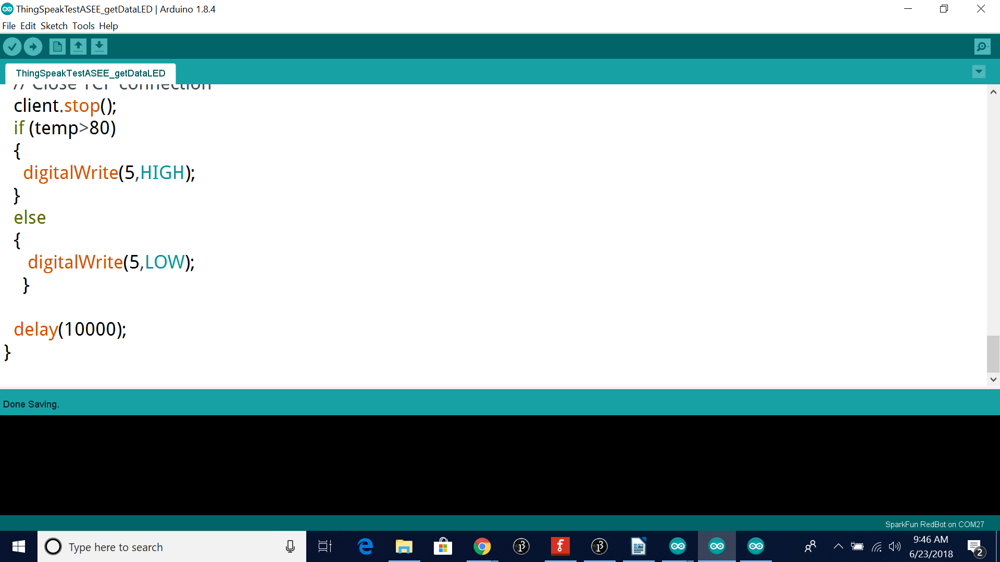 ThingSpeakTestASEE_getDataLED | Arduino 1.8.4
File Edit Sketch Tools Help
ThingSpeakTestASEE_getDataLED
// Close TCP connection
client.stop();
if (temp>80)
{
digitalWrite(5,HIGH);
}
else
{
digitalWrite(5,LOW);
}
delay(10000);
}
Done Saving.
SparkFun RedBot on COM27
Type here to search
9:46 AM
6/23/2018
2